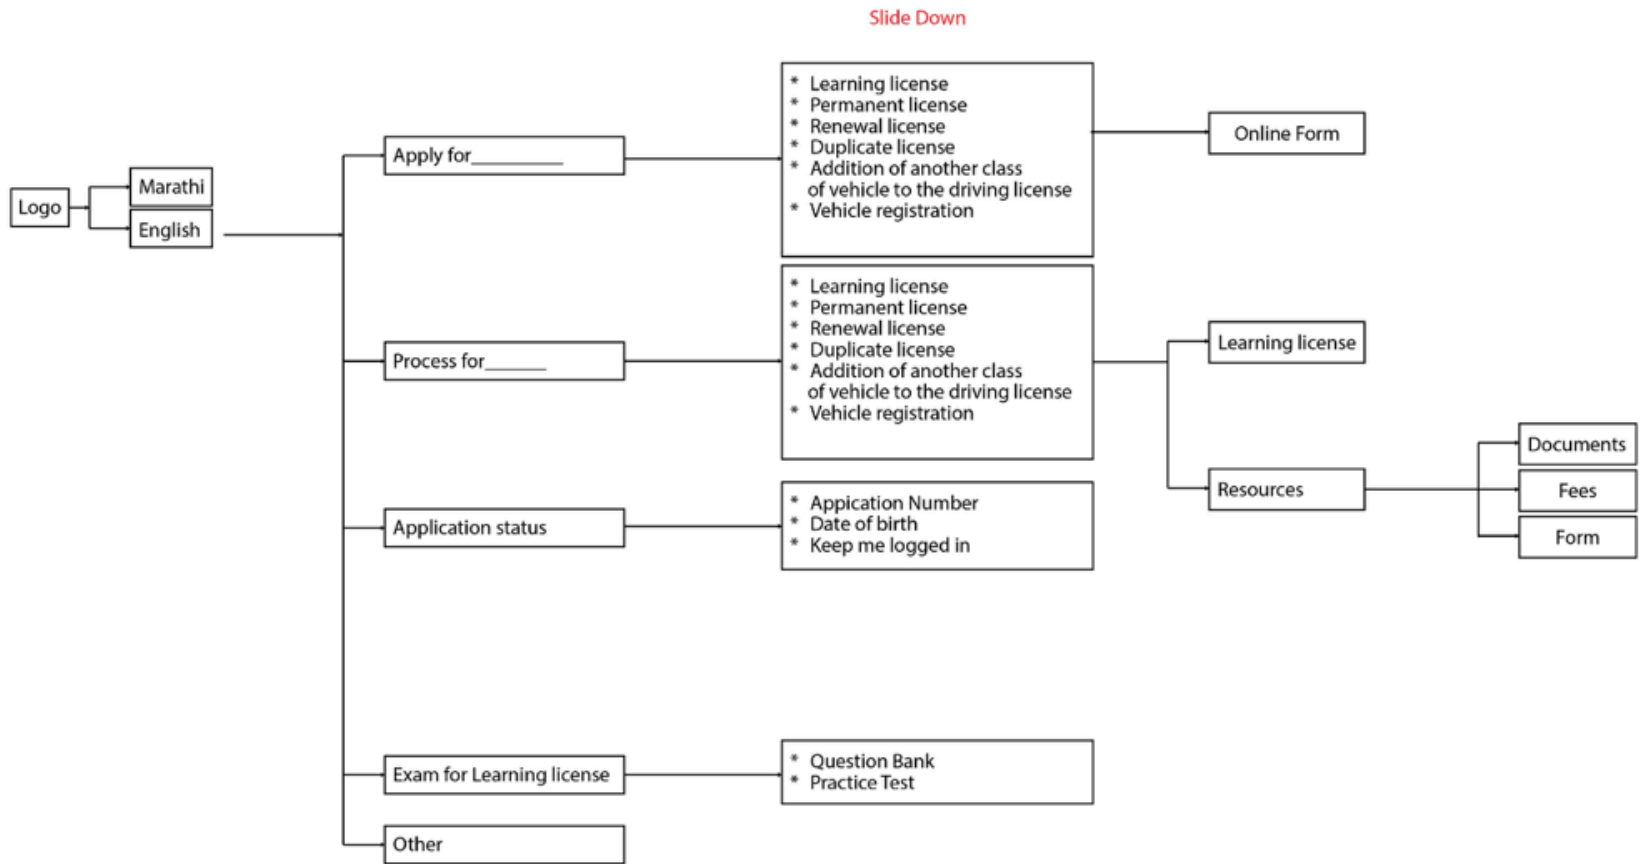 Slide Down
Logo
Marathi
English
Apply for_________
* Learning license
* Permanent license
* Renewal license
* Duplicate license
* Addition of another class
of vehicle to the driving license
* Vehicle registration
Online Form
Process for______
* Learning license
* Permanent license
* Renewal license
* Duplicate license
* Addition of another class
of vehicle to the driving license
* Vehicle registration
Learning license
Resources
Documents
Fees
Form
Application status
* Appication Number
* Date of birth
* Keep me logged in
Exam for Learning license
* Question Bank
* Practice Test
Other